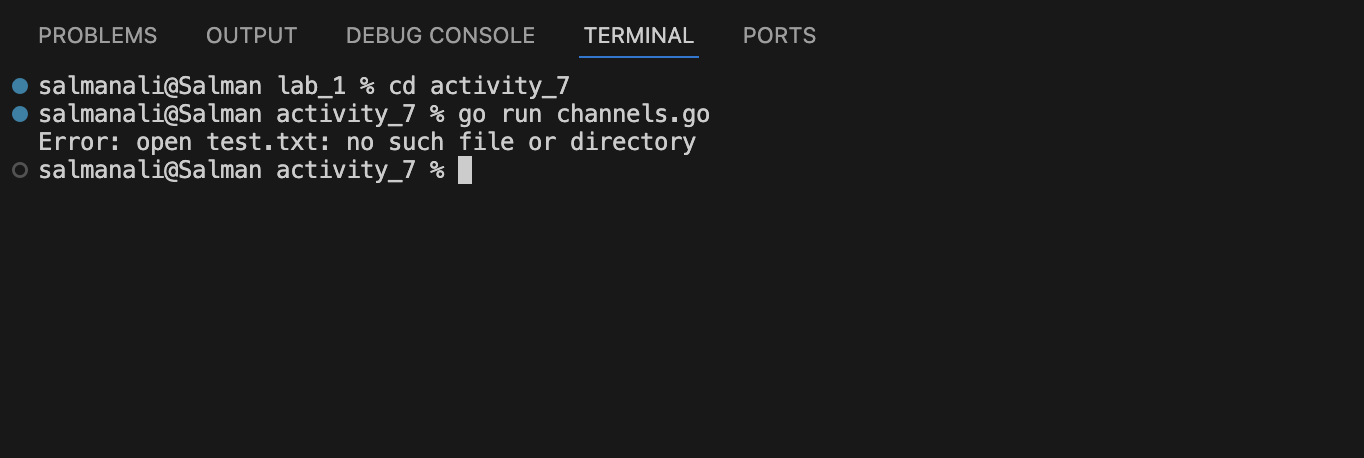 PROBLEMS OUTPUT DEBUG CONSOLE TERMINAL PORTS
salmanali@Salman lab_1 % cd activity_7
salmanali@Salman activity_7 % go run channels.go
Error: open test.txt: no such file or directory
salmanali@Salman activity_7 %